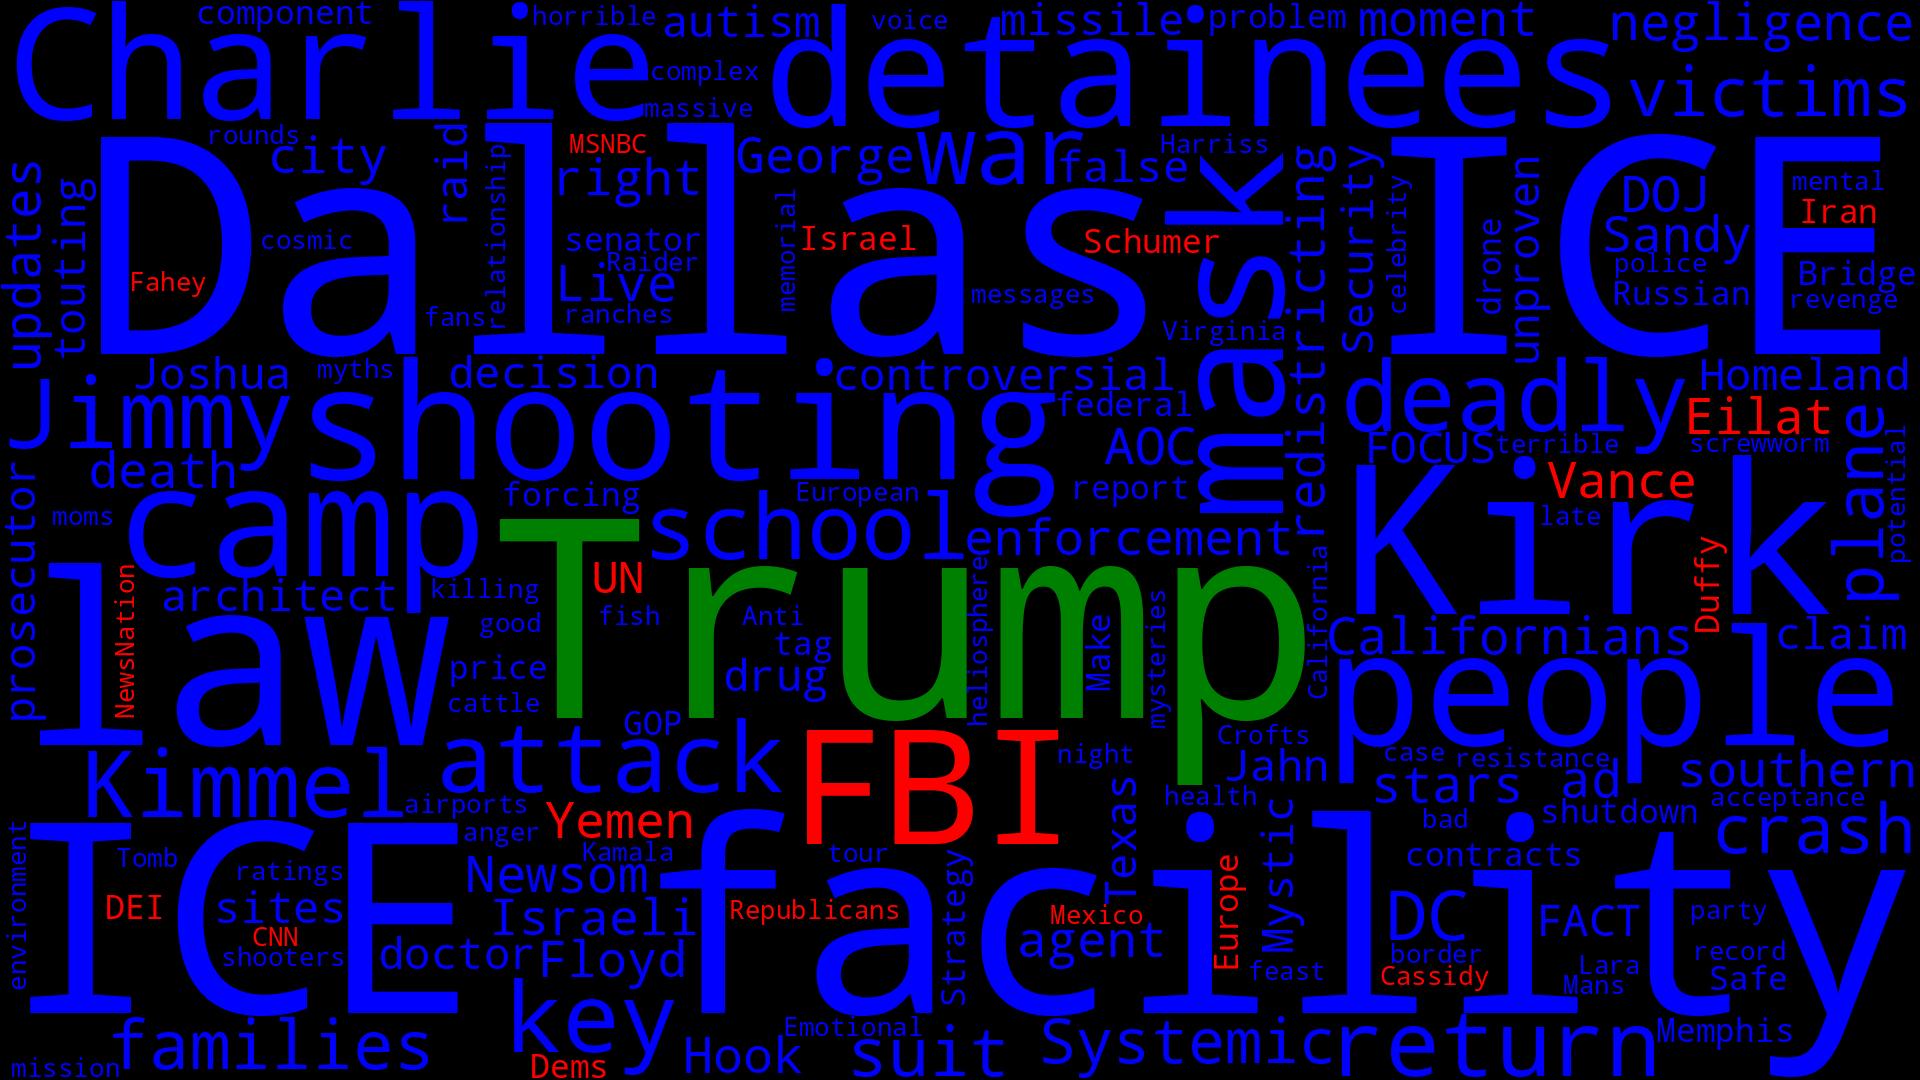 component
horrible
autism
voice
missile
problem
moment
negligence
Charlie
detainees
complex
massive
victims
rounds
city
raid
MSNBC
right
George
war
false
Harriss
mask
redistricting
Security
celebrity
drone
unproven
DOJ
mental
Iran
Sandy
police
Russian
Bridge
revenge
updates
touting
Dallas
ICE
cosmic
Fahey
relationship
senator
Raider
Live
ranches
fans
memorial
Israel
Schumer
messages
Virginia
Joshua
myths
decision
controversial
federal
deadly
Homeland
Eilat
screwworm
Jimmy
shooting
AOC
FOCUS
terrible
plane
potential
death
prosecutor
camp
forcing
European
report
Kirk
Vance
late
Duffy
moms
school
enforcement
California
law
NewsNation
architect
killing
good
UN
fish
Anti
tag
drug
Trump
heliosphere
Make
mysteries
Californians
claim
price
cattle
people
GOP
attack
FBI
night
Crofts
Jahn
case
resistance
stars
ad
southern
Kimmel
airports
anger
Yemen
Texas
health
Mystic
bad
shutdown
acceptance
crash
environment
Tomb
ratings
Kamala
tour
Newsom
facility
contracts
ICE
DEI
sites
CNN
shooters
Israeli
Republicans
Strategy
Mexico
agent
Europe
feast
DC
border
Cassidy
FACT
party
record
Lara
Mans
Safe
doctor
Floyd
key
families
mission
Dems
Hook
Emotional
suit
Systemic
return
Memphis